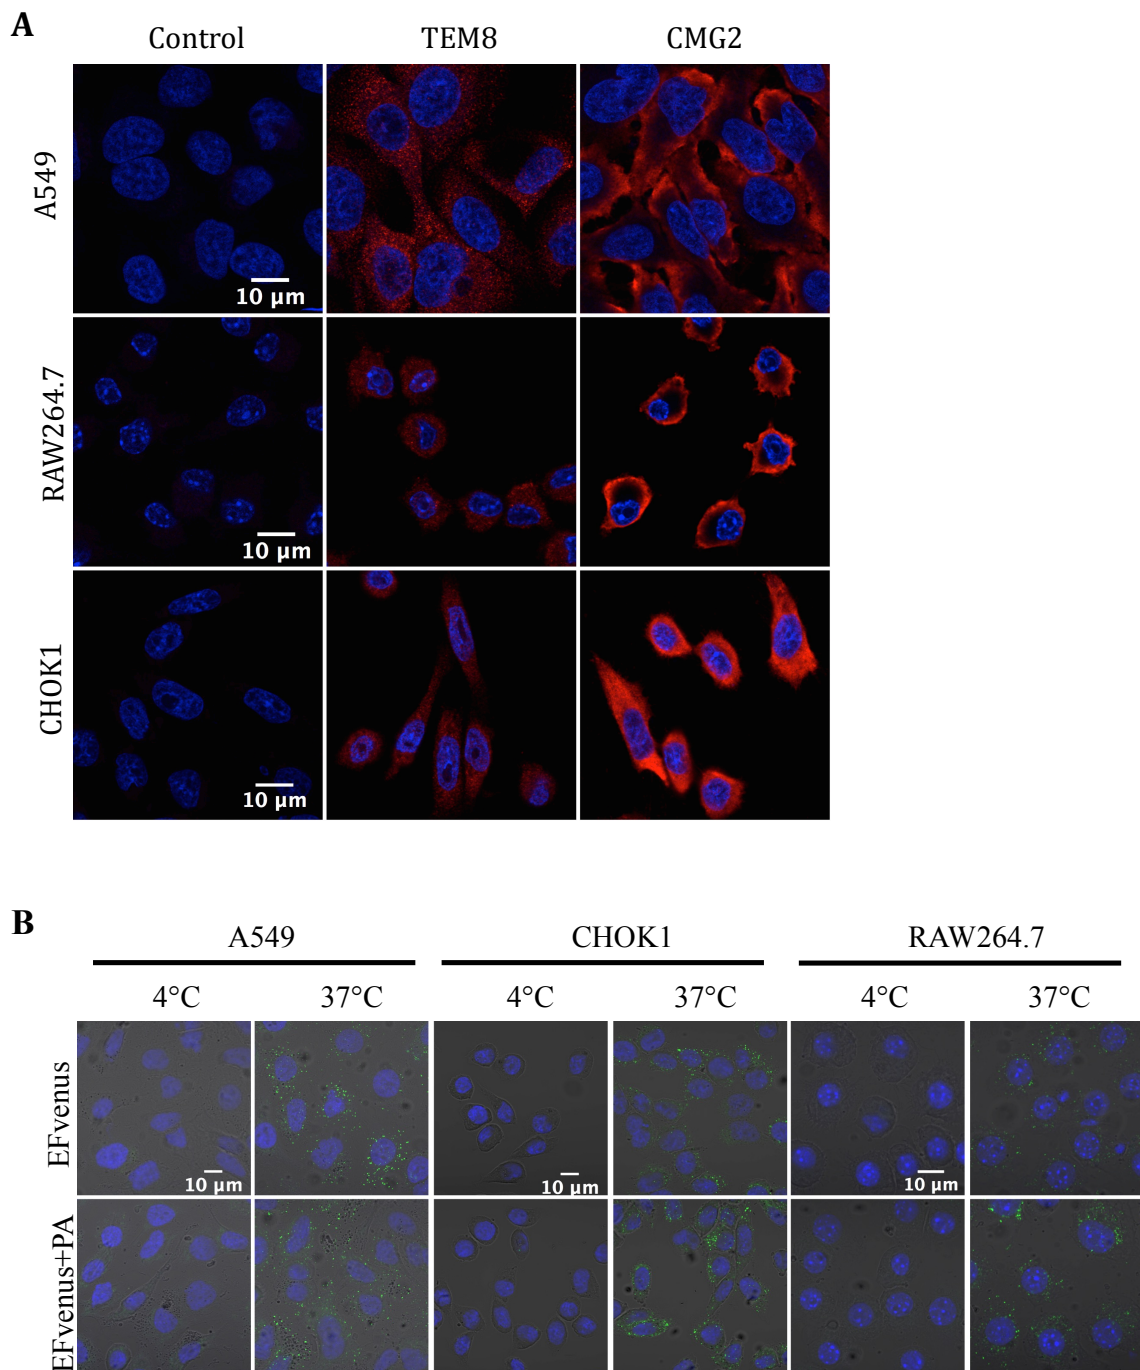 A
Control TEM8 CMG2
A549
10 µm
RAW264.7
10 µm
CHOK1
10 µm
B
A549 CHOK1 RAW264.7
4°C 37°C 4°C 37°C 4°C 37°C
EFvenus
10 µm 10 µm 10 µm
EFvenus+PA